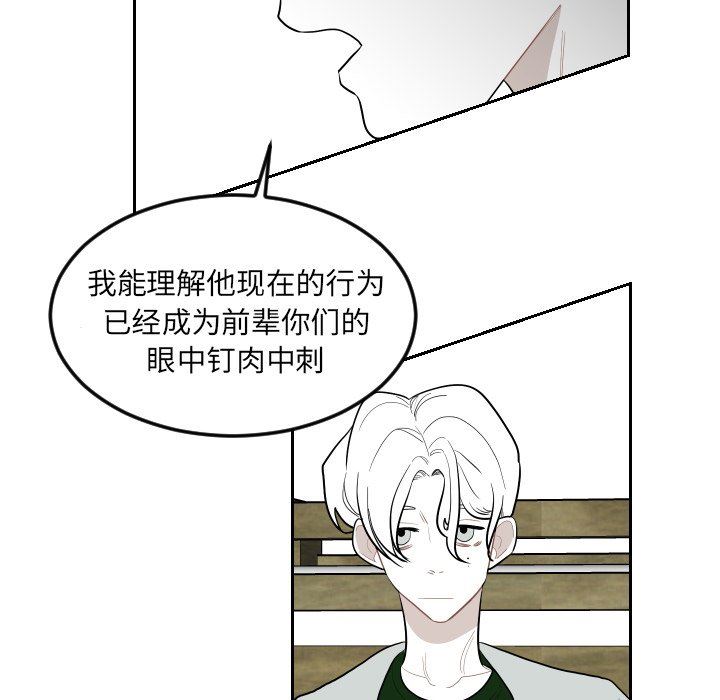 我能理解他现在的行为
已经成为前辈你们的
眼中钉肉中刺